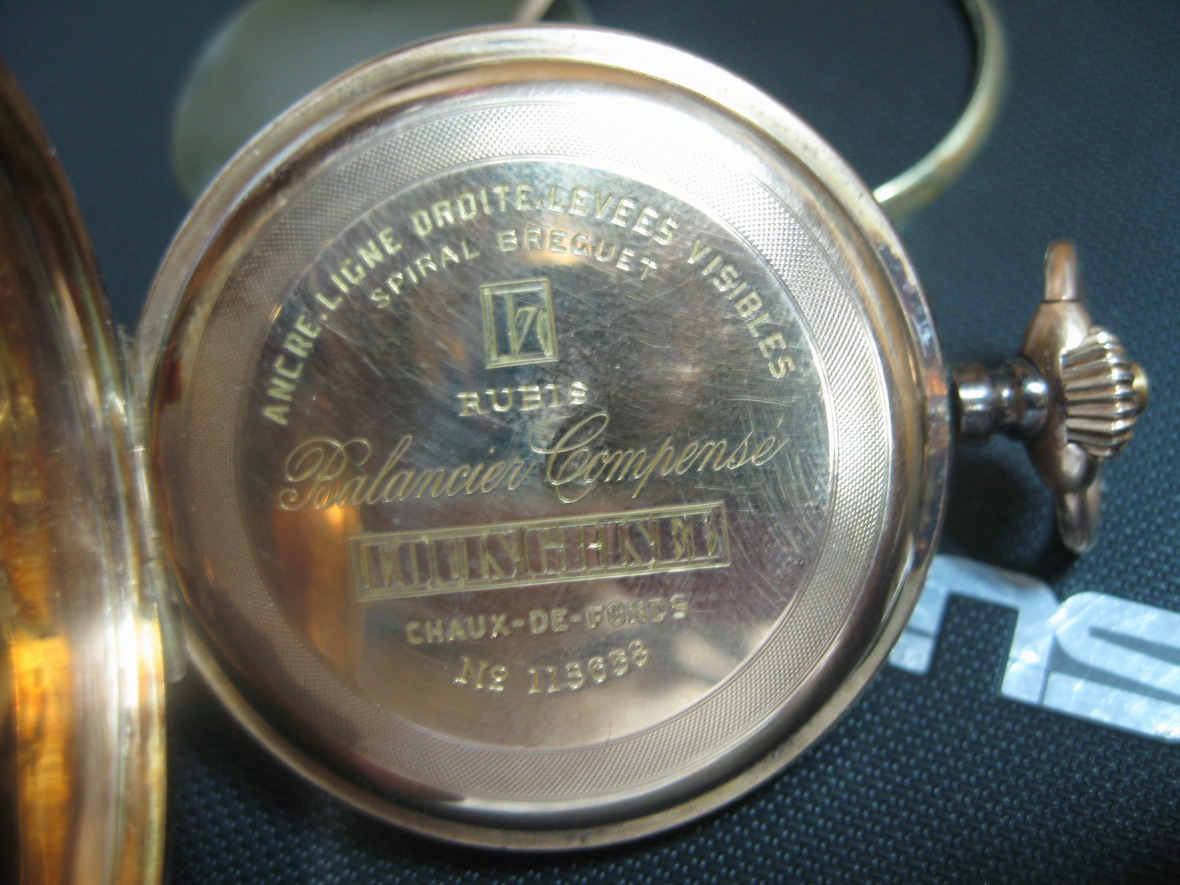 ANCRE.LIGNE DROITE.LEVEES VISIBLES
SPIRAL BREGUET
17
RUBIS
Balancier Compensé
CHAUX-DE-FONDS
Nº 113638